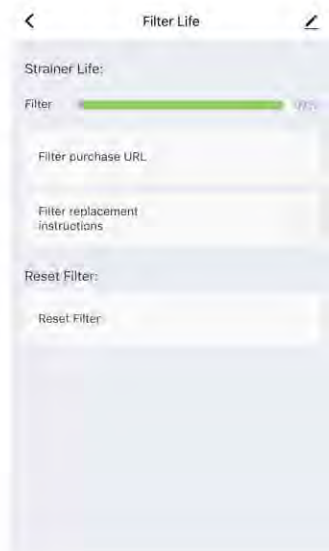 Filter Life
Strainer Life:
Filter
Filter purchase URL
Filter replacement
instructions
Reset Filter:
Reset Filter